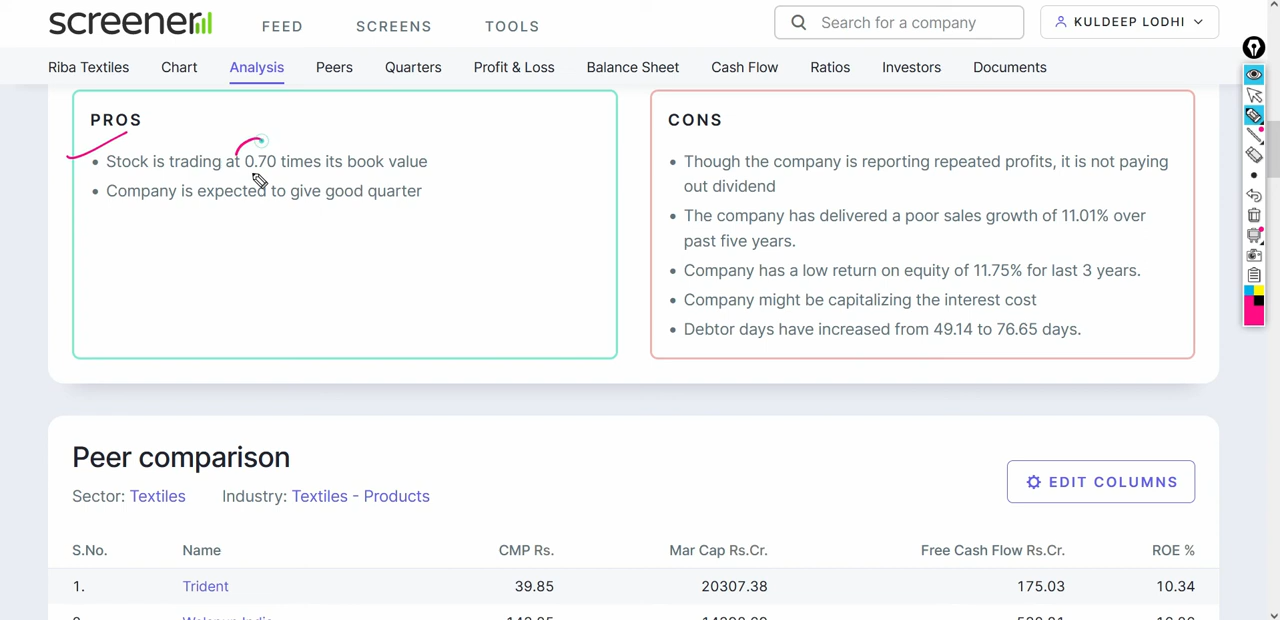 screener
FEED
SCREENS
TOOLS
Search for a company
KULDEEP LODHI
Riba Textiles
Chart
Analysis
Peers
Quarters
Profit & Loss
Balance Sheet
Cash Flow
Ratios
Investors
Documents
PROS
Stock is trading at 0.70 times its book value
Company is expected to give good quarter
CONS
Though the company is reporting repeated profits, it is not paying
out dividend
The company has delivered a poor sales growth of 11.01% over
past five years.
Company has a low return on equity of 11.75% for last 3 years.
Company might be capitalizing the interest cost
Debtor days have increased from 49.14 to 76.65 days.
Peer comparison
Sector: Textiles Industry: Textiles - Products
EDIT COLUMNS
S.No. Name CMP Rs. Mar Cap Rs.Cr. Free Cash Flow Rs.Cr. ROE %
1. Trident 39.85 20307.38 175.03 10.34